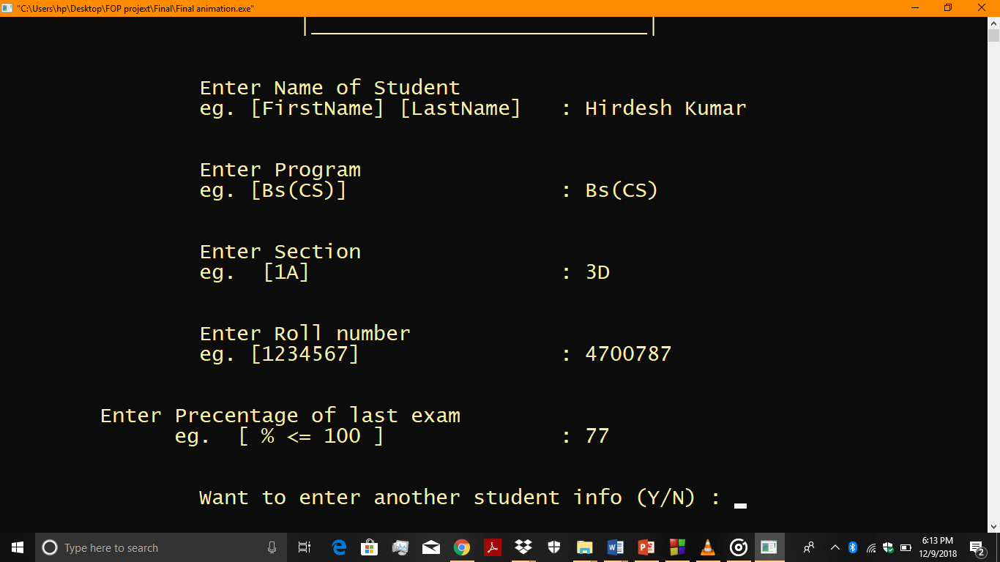 "C:\Users\hp\Desktop\FOP projext\Final\Final animation.exe"
Enter Name of Student
eg. [FirstName] [LastName] : Hirdesh Kumar
Enter Program
eg. [Bs(CS)] : Bs(CS)
Enter Section
eg. [1A] : 3D
Enter Roll number
eg. [1234567] : 4700787
Enter Precentage of last exam
eg. [ % <= 100 ] : 77
Want to enter another student info (Y/N) :
Type here to search
6:13 PM
12/9/2018
2